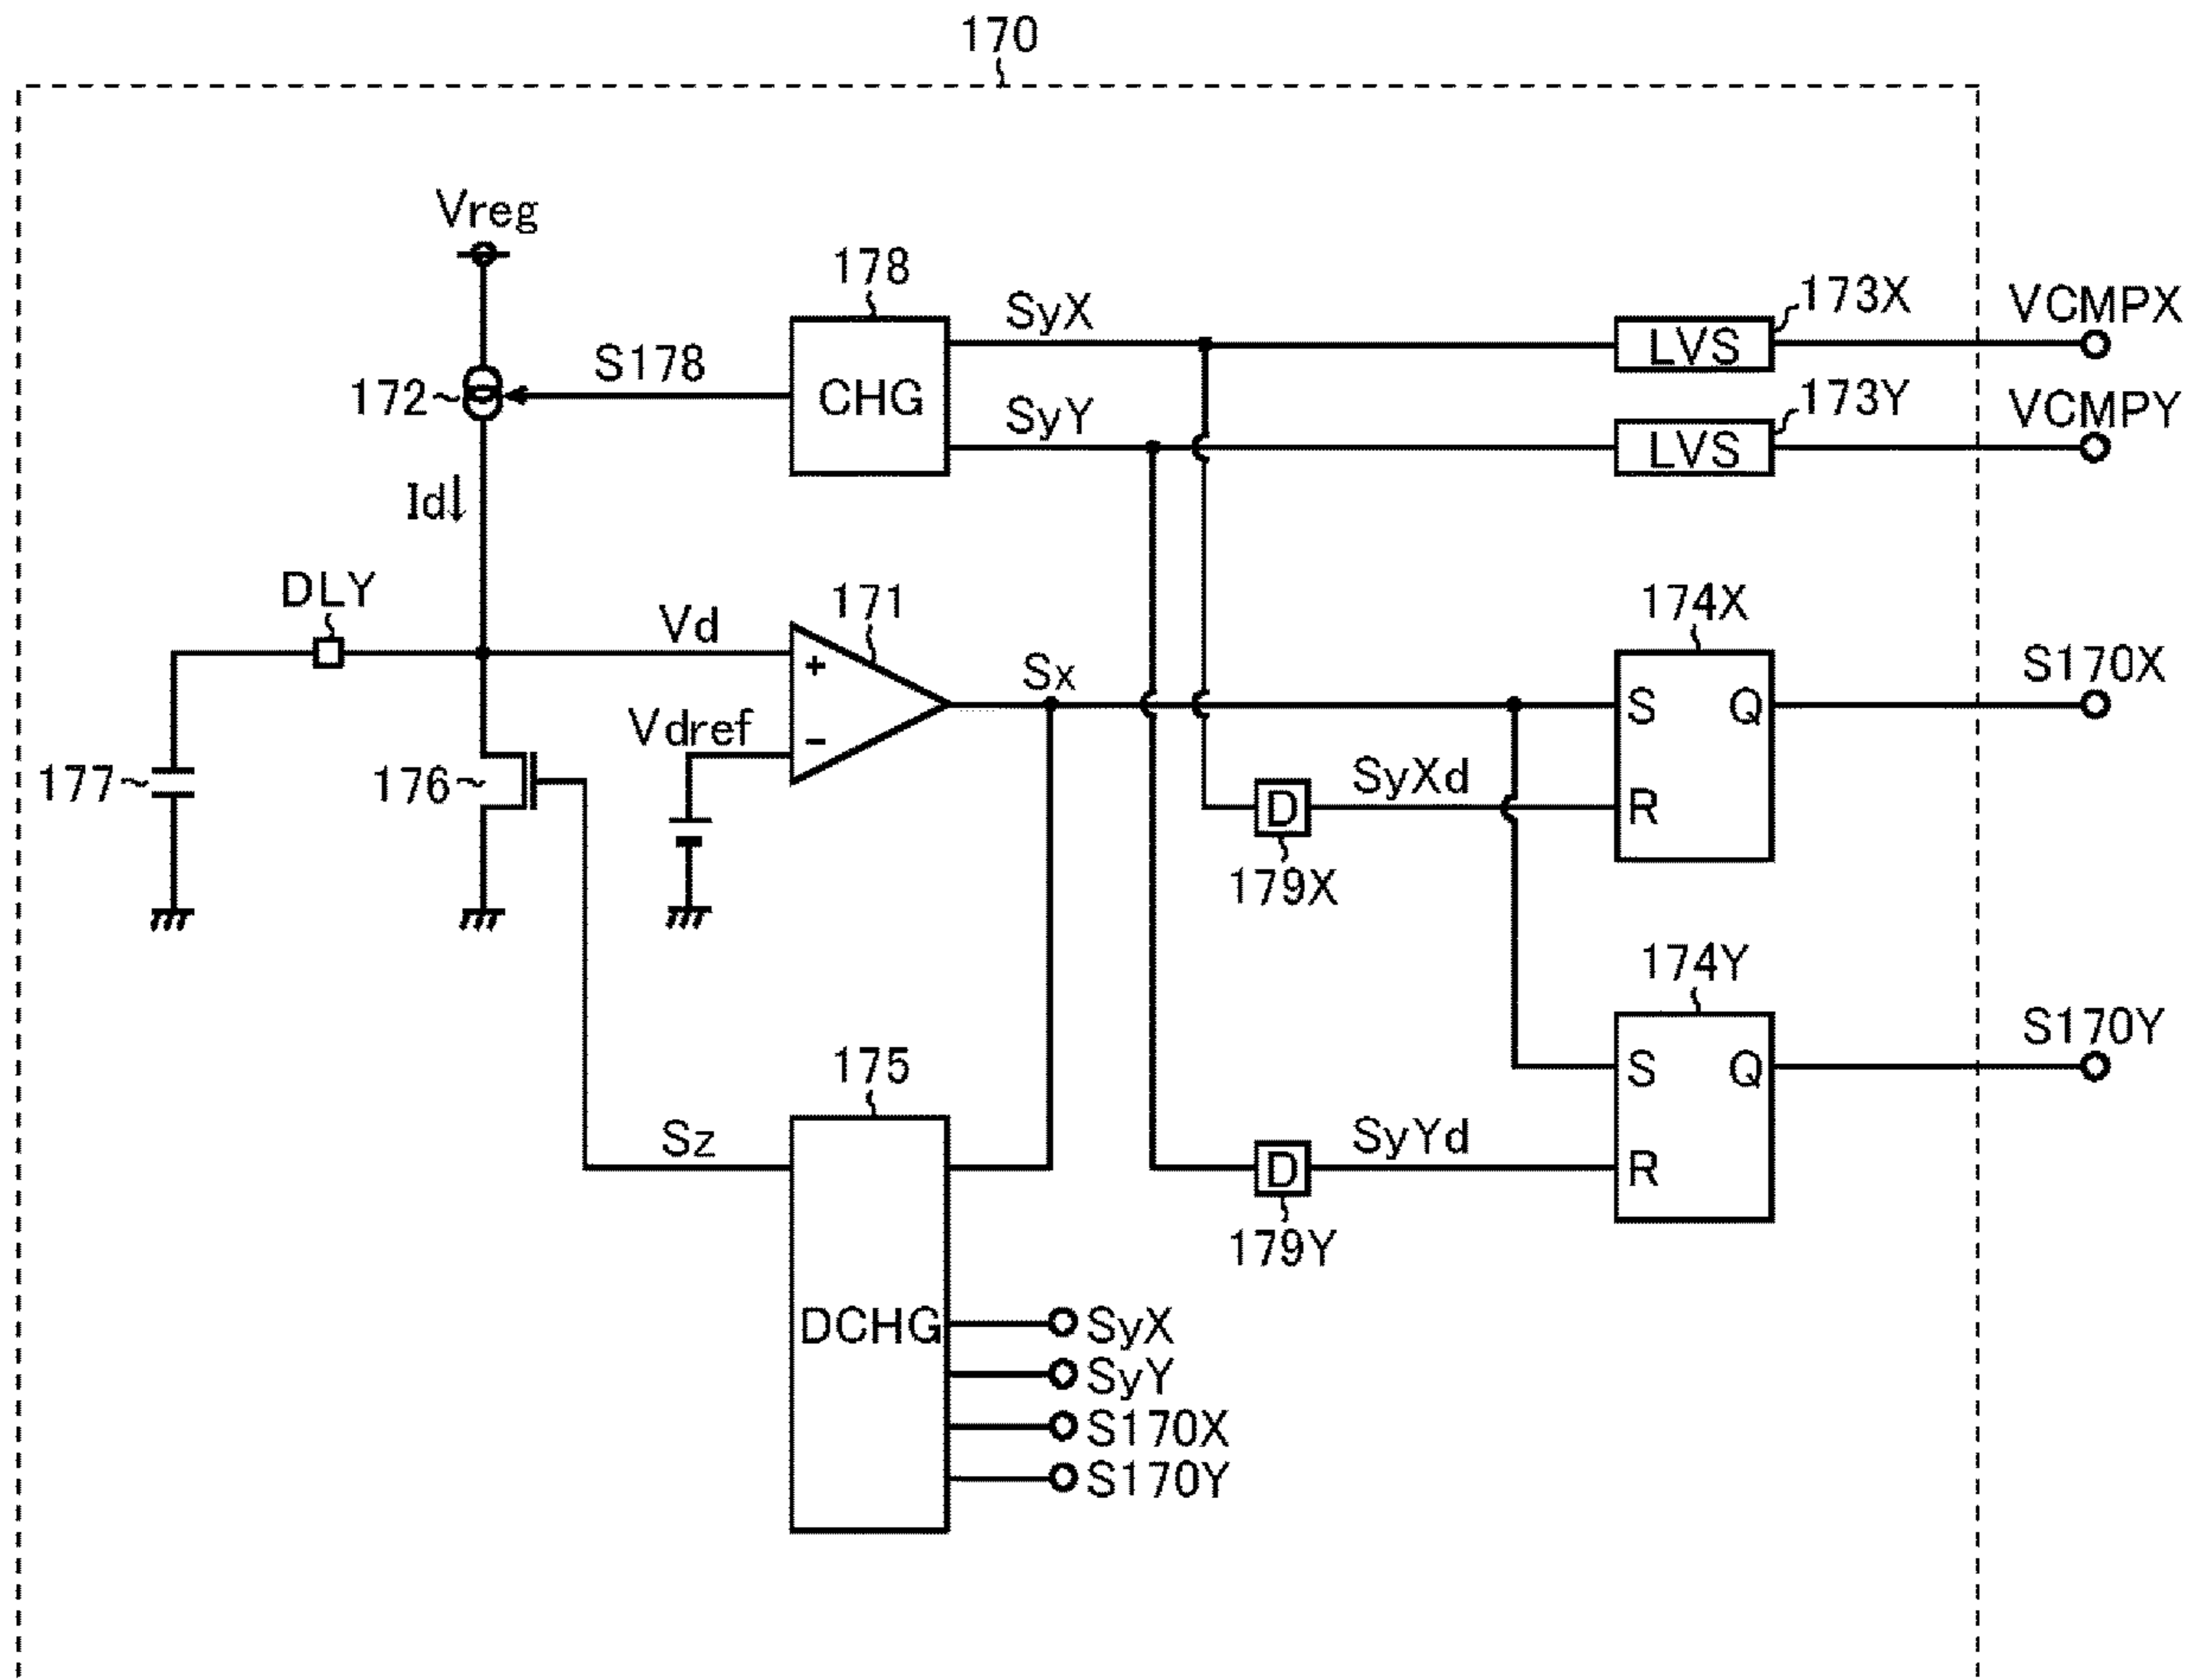 170
Vreg
178
173X
VCMPX
SyX
LVS
S178
172~
CHG
173Y
VCMPY
SyY
LVS
Id↓
DLY
Vd
171
174X
+
Sx
S Q
S170X
Vdref
-
177~
176~
SyXd
D
R
179X
174Y
S170Y
175
S Q
Sz
SyYd
D
R
179Y
DCHG
SyX
SyY
S170X
S170Y